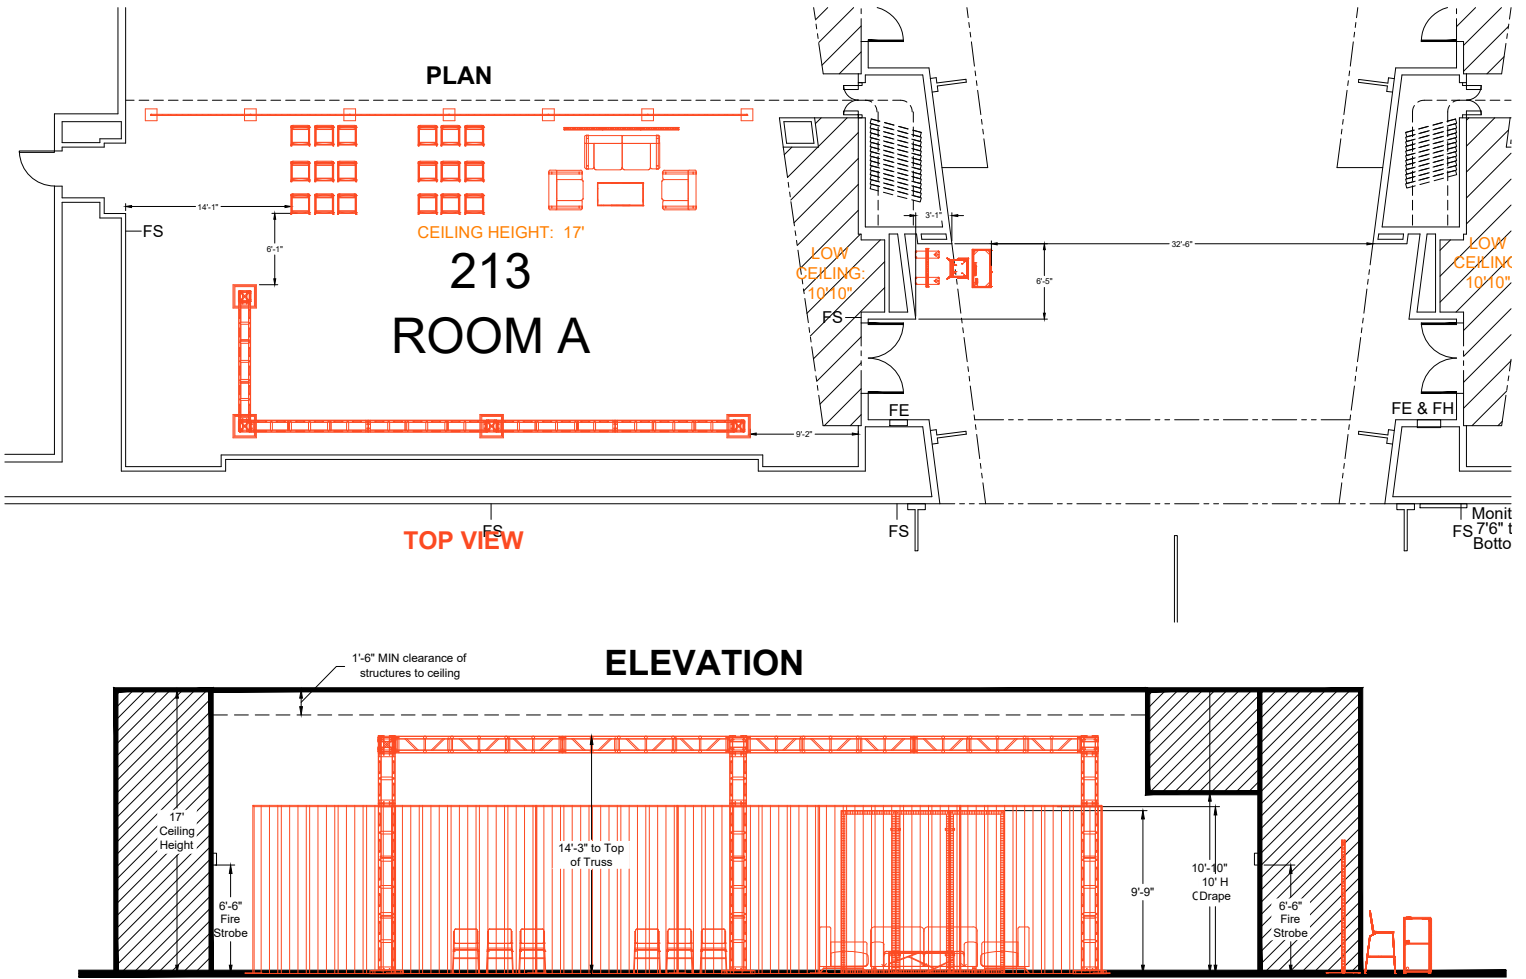 PLAN
14'-1"
FS
6'-1"
CEILING HEIGHT: 17'
213
ROOM A
LOW
CEILING:
10'10"
FS
3'-1"
32'-6"
6'-5"
LOW
CEILING
10'10"
FE
FE & FH
9'-2"
FS
TOP VIEW
FS
FS
Monit
7'6" t
Botto
ELEVATION
1'-6" MIN clearance of
structures to ceiling
17'
Ceiling
Height
6'-6"
Fire
Strobe
14'-3" to Top
of Truss
9'-9"
10'-10"
10' H
Drape
6'-6"
Fire
Strobe